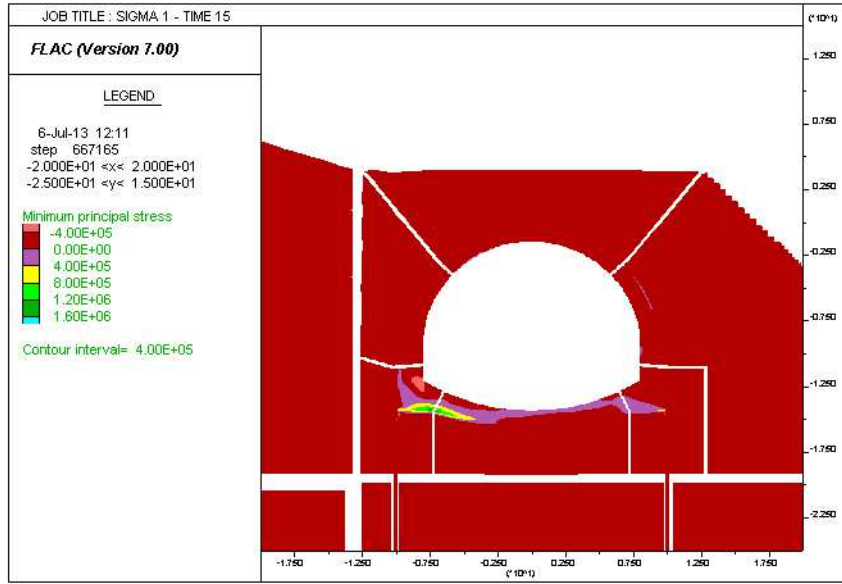 JOB TITLE : SIGMA 1 - TIME 15
FLAC (Version 7.00)
LEGEND
6-Jul-13 12:11
step 667165
-2.000E+01 <x< 2.000E+01
-2.500E+01 <y< 1.500E+01
Minimum principal stress
-4.00E+05
0.00E+00
4.00E+05
8.00E+05
1.20E+06
1.60E+06
Contour interval= 4.00E+05
(*10^1)
1.250
0.750
0.250
-0.250
-0.750
-1.250
-1.750
-2.250
-1.750 -1.250 -0.750 -0.250 0.250 0.750 1.250 1.750
(*10^1)